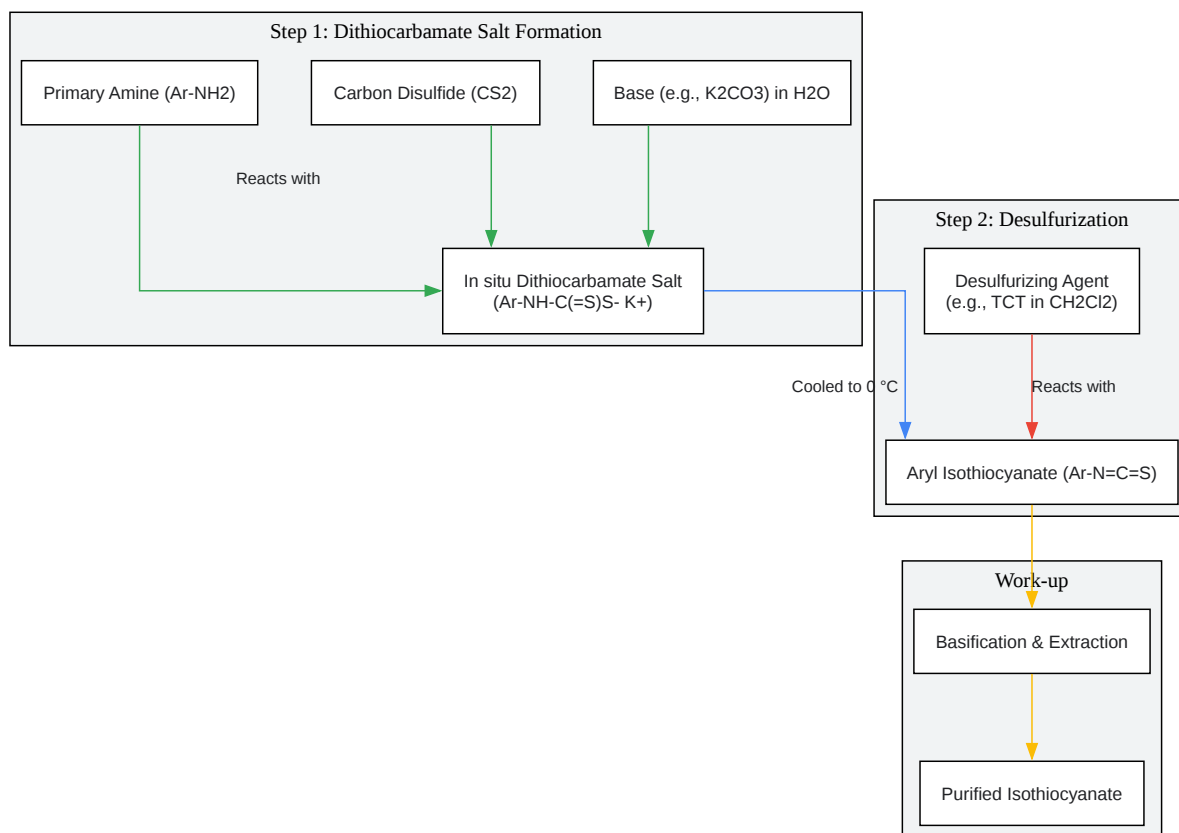 Step 1: Dithiocarbamate Salt Formation
Primary Amine (Ar-NH2)
Carbon Disulfide (CS2)
Base (e.g., K2CO3) in H2O
Reacts with
In situ Dithiocarbamate Salt
(Ar-NH-C(=S)S- K+)
Step 2: Desulfurization
Desulfurizing Agent
(e.g., TCT in CH2Cl2)
Cooled to 0 °C
Reacts with
Aryl Isothiocyanate (Ar-N=C=S)
Work-up
Basification & Extraction
Purified Isothiocyanate